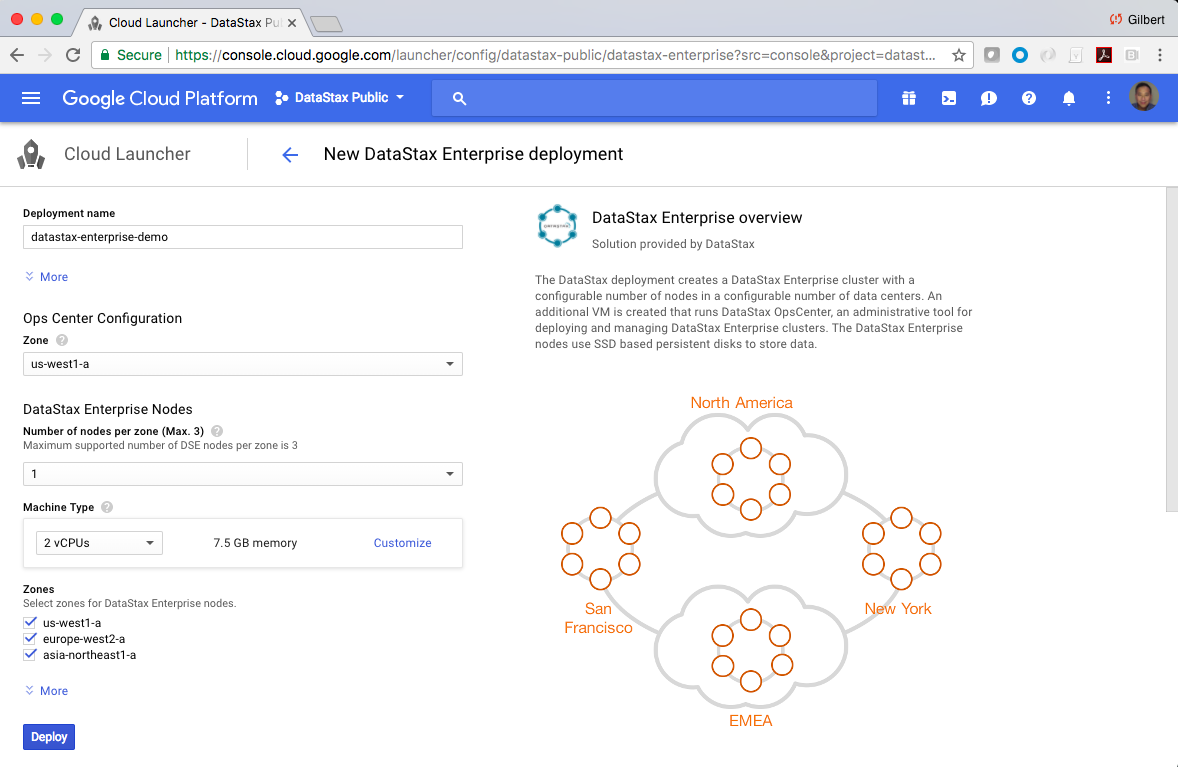 Cloud Launcher - DataStax Pu
Gilbert
Secure
https://console.cloud.google.com/launcher/config/datastax-public/datastax-enterprise?src=console&project=datast...
Google Cloud Platform
DataStax Public
Cloud Launcher
New DataStax Enterprise deployment
Deployment name
datastax-enterprise-demo
More
Ops Center Configuration
Zone
us-west1-a
DataStax Enterprise Nodes
Number of nodes per zone (Max. 3)
Maximum supported number of DSE nodes per zone is 3
1
Machine Type
2 vCPUs
7.5 GB memory
Customize
Zones
Select zones for DataStax Enterprise nodes.
us-west1-a
europe-west2-a
asia-northeast1-a
More
Deploy
DataStax Enterprise overview
Solution provided by DataStax
The DataStax deployment creates a DataStax Enterprise cluster with a
configurable number of nodes in a configurable number of data centers. An
additional VM is created that runs DataStax OpsCenter, an administrative tool for
deploying and managing DataStax Enterprise clusters. The DataStax Enterprise
nodes use SSD based persistent disks to store data.
North America
San
Francisco
New York
EMEA